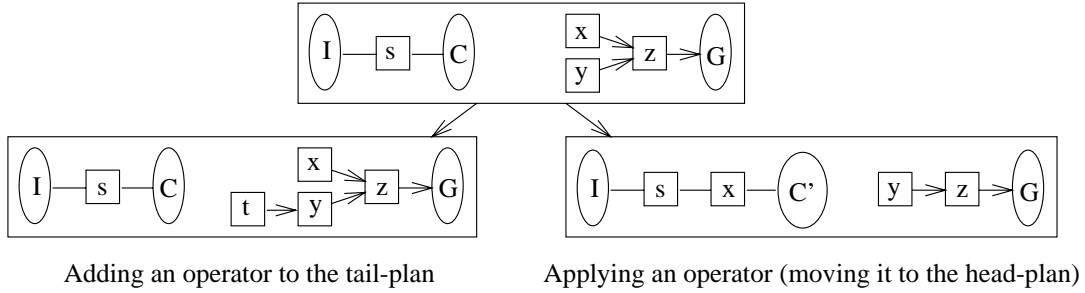 I s C x y z G
I s C t x y z G
I s x C' y z G
Adding an operator to the tail-plan
Applying an operator (moving it to the head-plan)